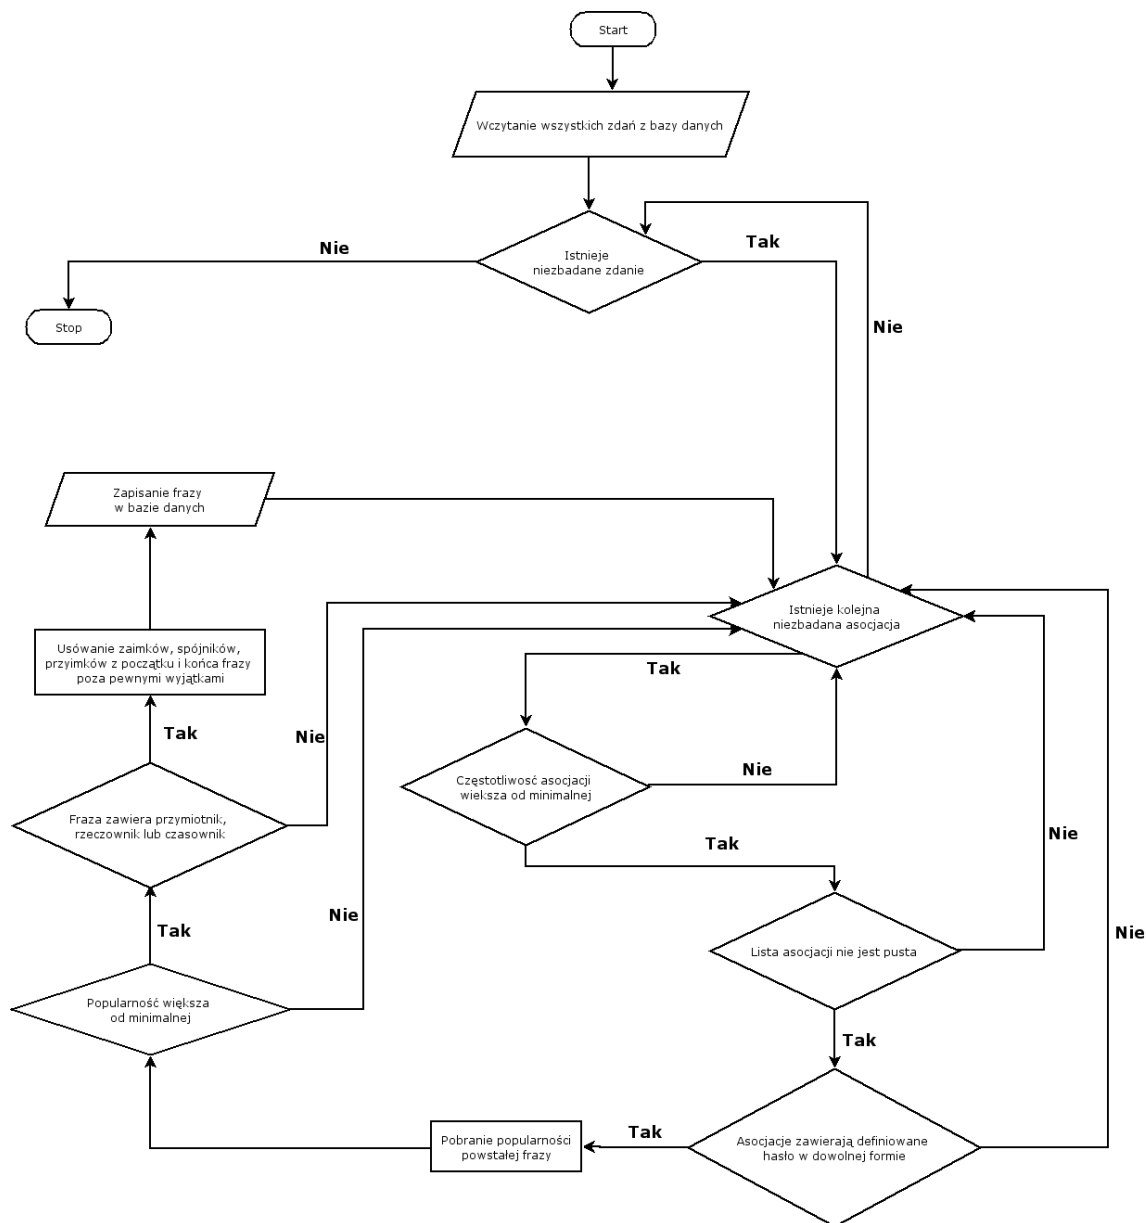 Start
Wczytanie wszystkich zdań z bazy danych
Nie
Tak
Istnieje
niezbadane zdanie
Stop
Nie
Zapisanie frazy
w bazie danych
Istnieje kolejna
niezbadana asocjacja
Usówanie zaimków, spójników,
przyimków z początku i końca frazy
poza pewnymi wyjątkami
Tak
Tak
Nie
Częstotliwosć asocjacji
wieksza od minimalnej
Nie
Fraza zawiera przymiotnik,
rzeczownik lub czasownik
Tak
Nie
Tak
Nie
Nie
Lista asocjacji nie jest pusta
Popularność większa
od minimalnej
Tak
Tak
Pobranie popularności
powstałej frazy
Asocjacje zawierają definiowane
hasło w dowolnej formie